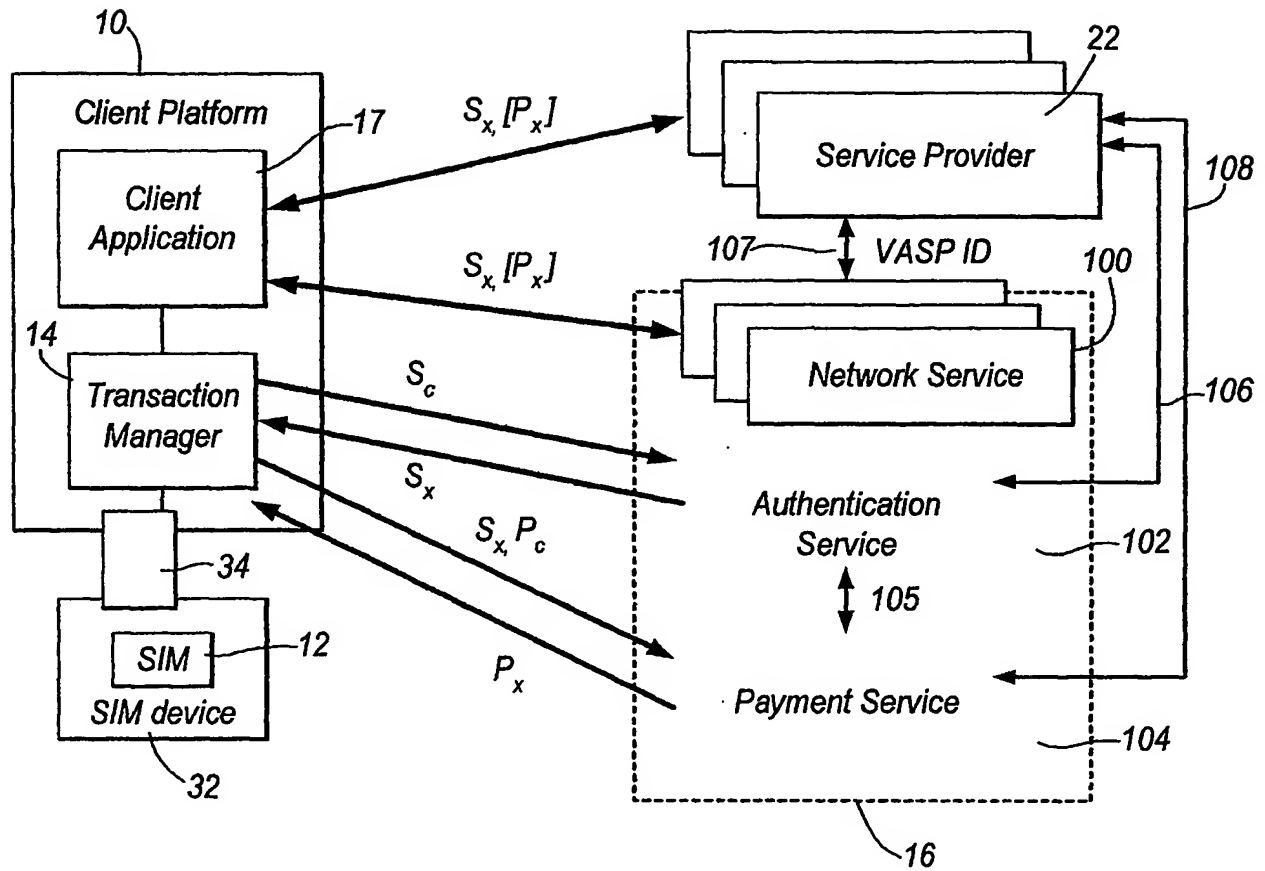 10
22
Client Platform
17
Sx, [Px]
Service Provider
108
Client
Application
107
VASP ID
Sx, [Px]
100
14
Network Service
Transaction
Manager
Sc
106
Sx
Authentication
Service
Sx, Pc
102
34
105
SIM
12
Px
Payment Service
SIM device
104
32
16